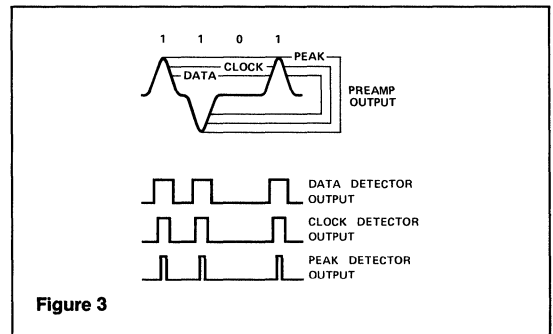 1 1 0 1
PEAK
CLOCK
DATA
PREAMP
OUTPUT
DATA DETECTOR
OUTPUT
CLOCK DETECTOR
OUTPUT
PEAK DETECTOR
OUTPUT
Figure 3